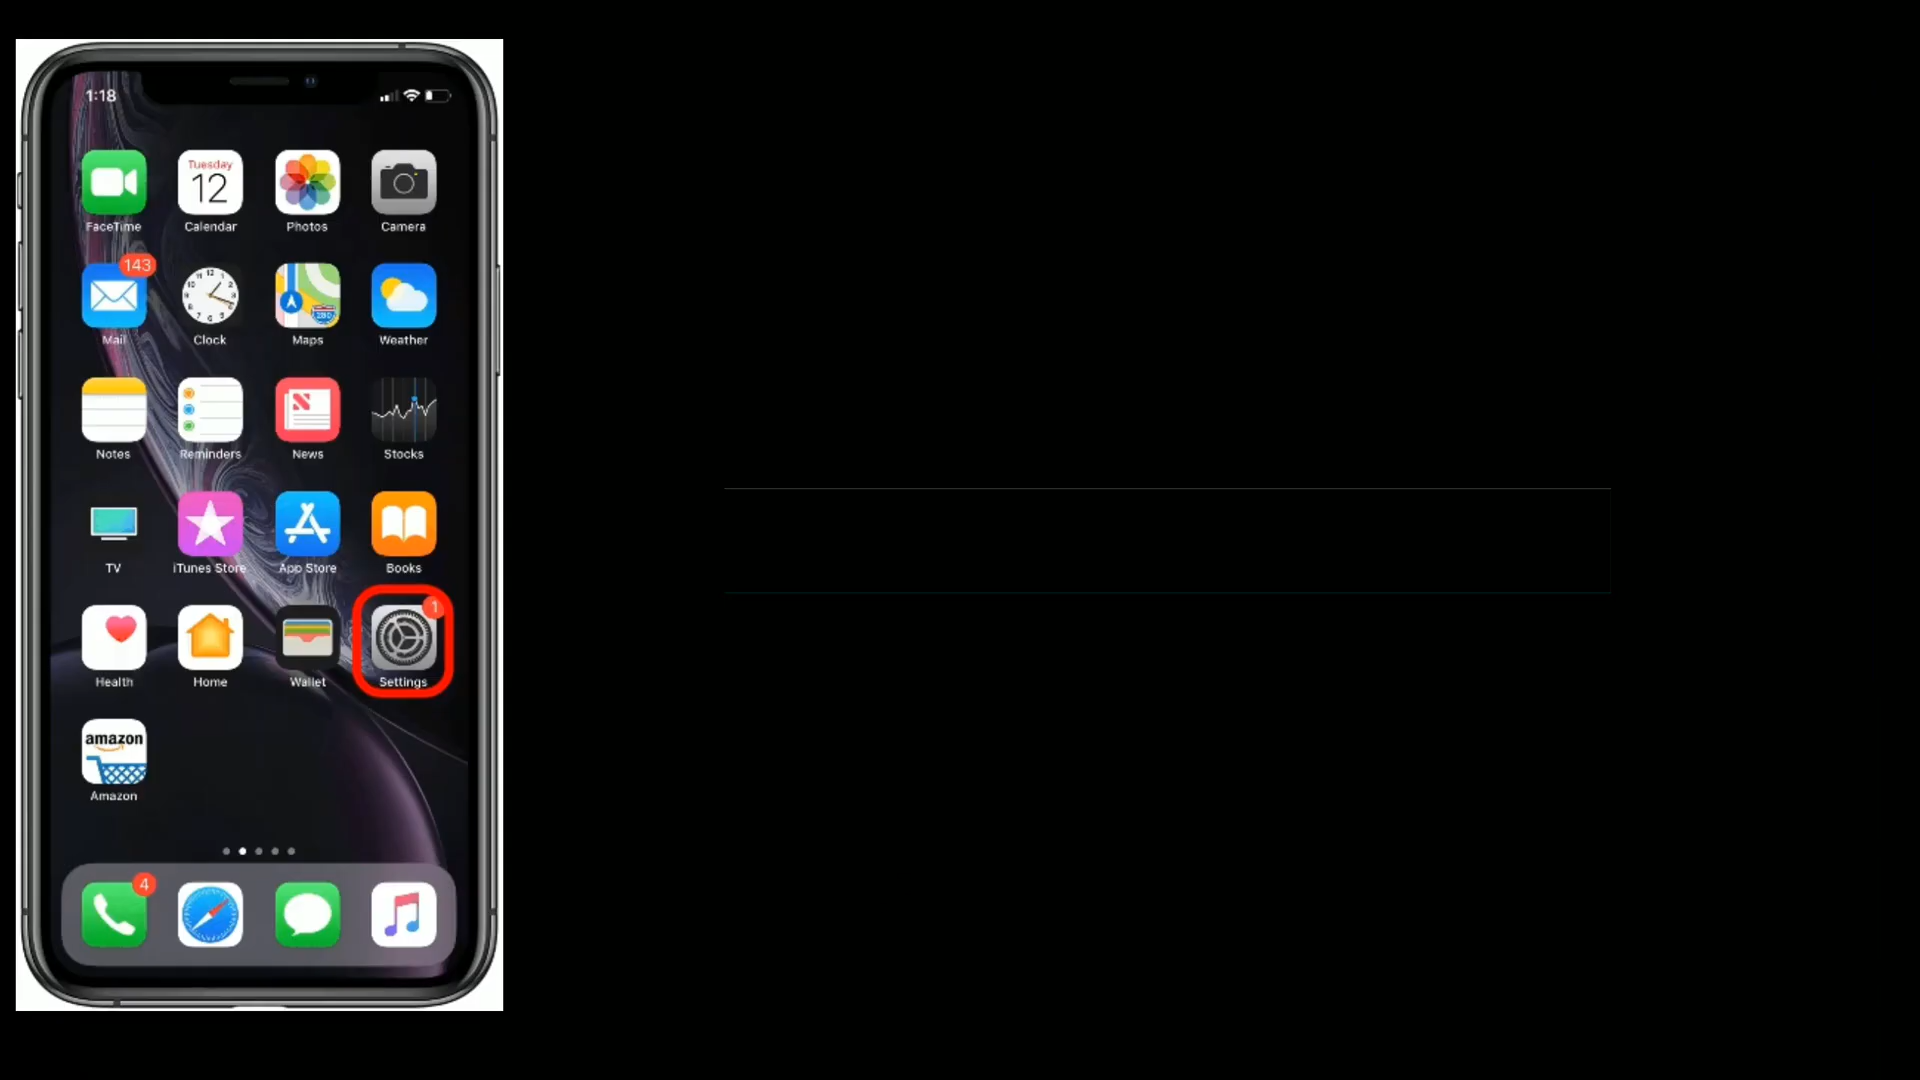 1:18
Tuesday
12
FaceTime Calendar Photos Camera
143
280
Mail Clock Maps Weather
Notes Reminders News Stocks
TV iTunes Store App Store Books
1
Health Home Wallet Settings
amazon
Amazon
4